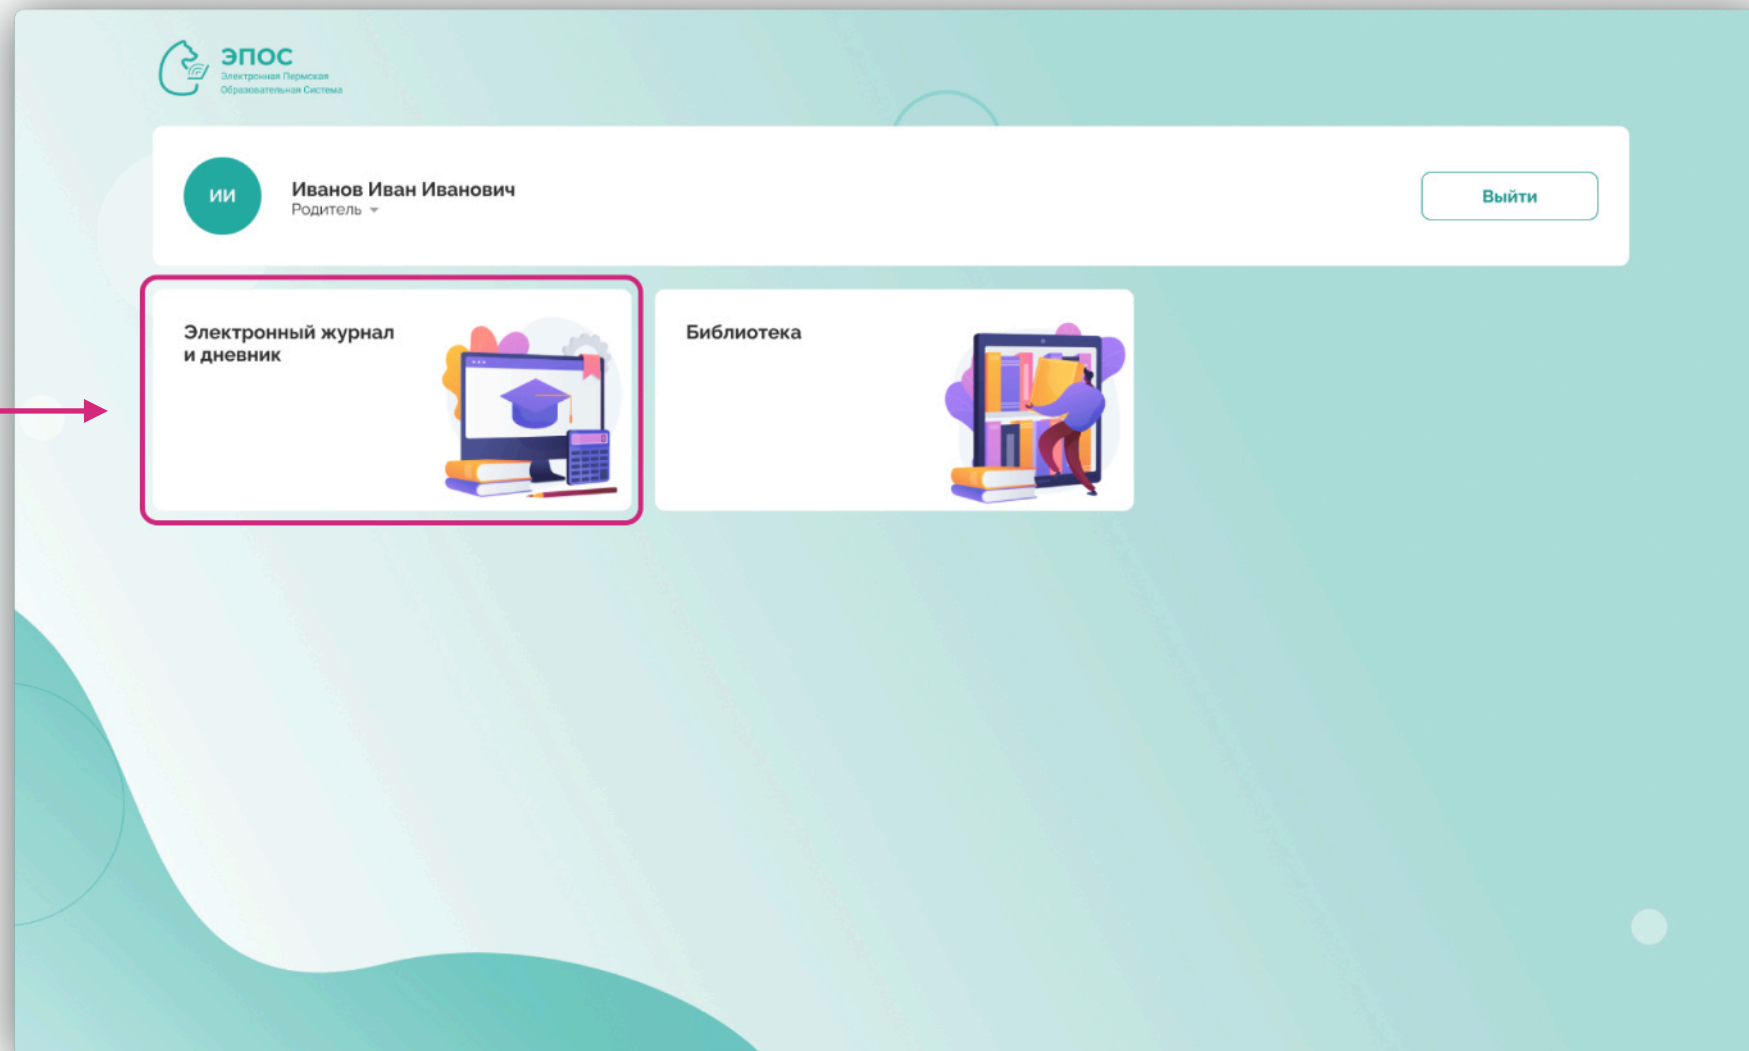 ЭПОС
Электронная Пермская
Образовательная Система
ИИ
Иванов Иван Иванович
Родитель
Выйти
Электронный журнал
и дневник
Библиотека